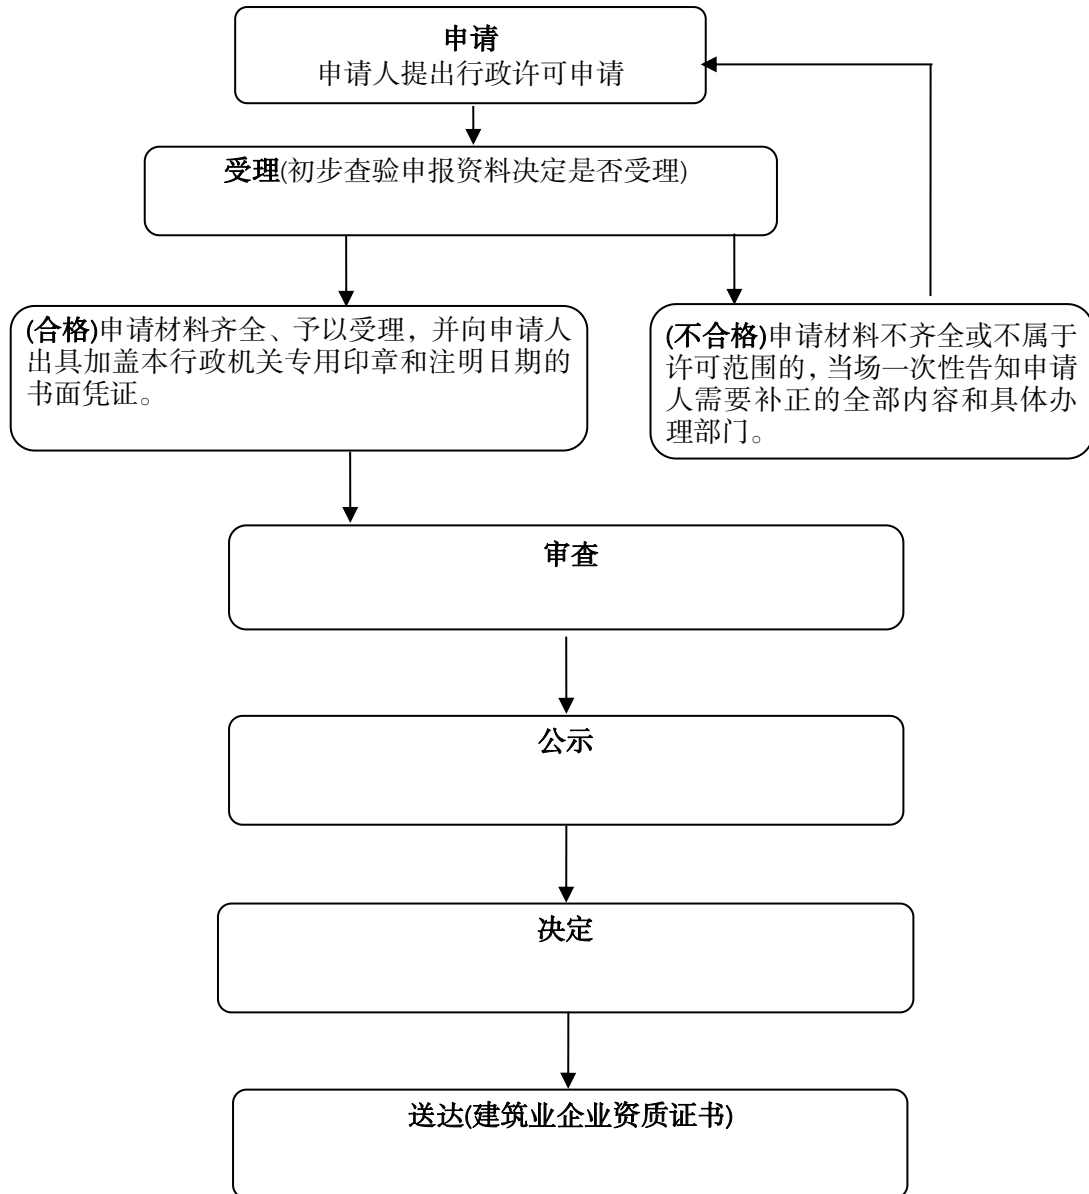 申请
申请人提出行政许可申请
受理(初步查验申报资料决定是否受理)
(合格)申请材料齐全、予以受理，并向申请人
出具加盖本行政机关专用印章和注明日期的
书面凭证。
(不合格)申请材料不齐全或不属于
许可范围的，当场一次性告知申请
人需要补正的全部内容和具体办
理部门。
审查
公示
决定
送达(建筑业企业资质证书)